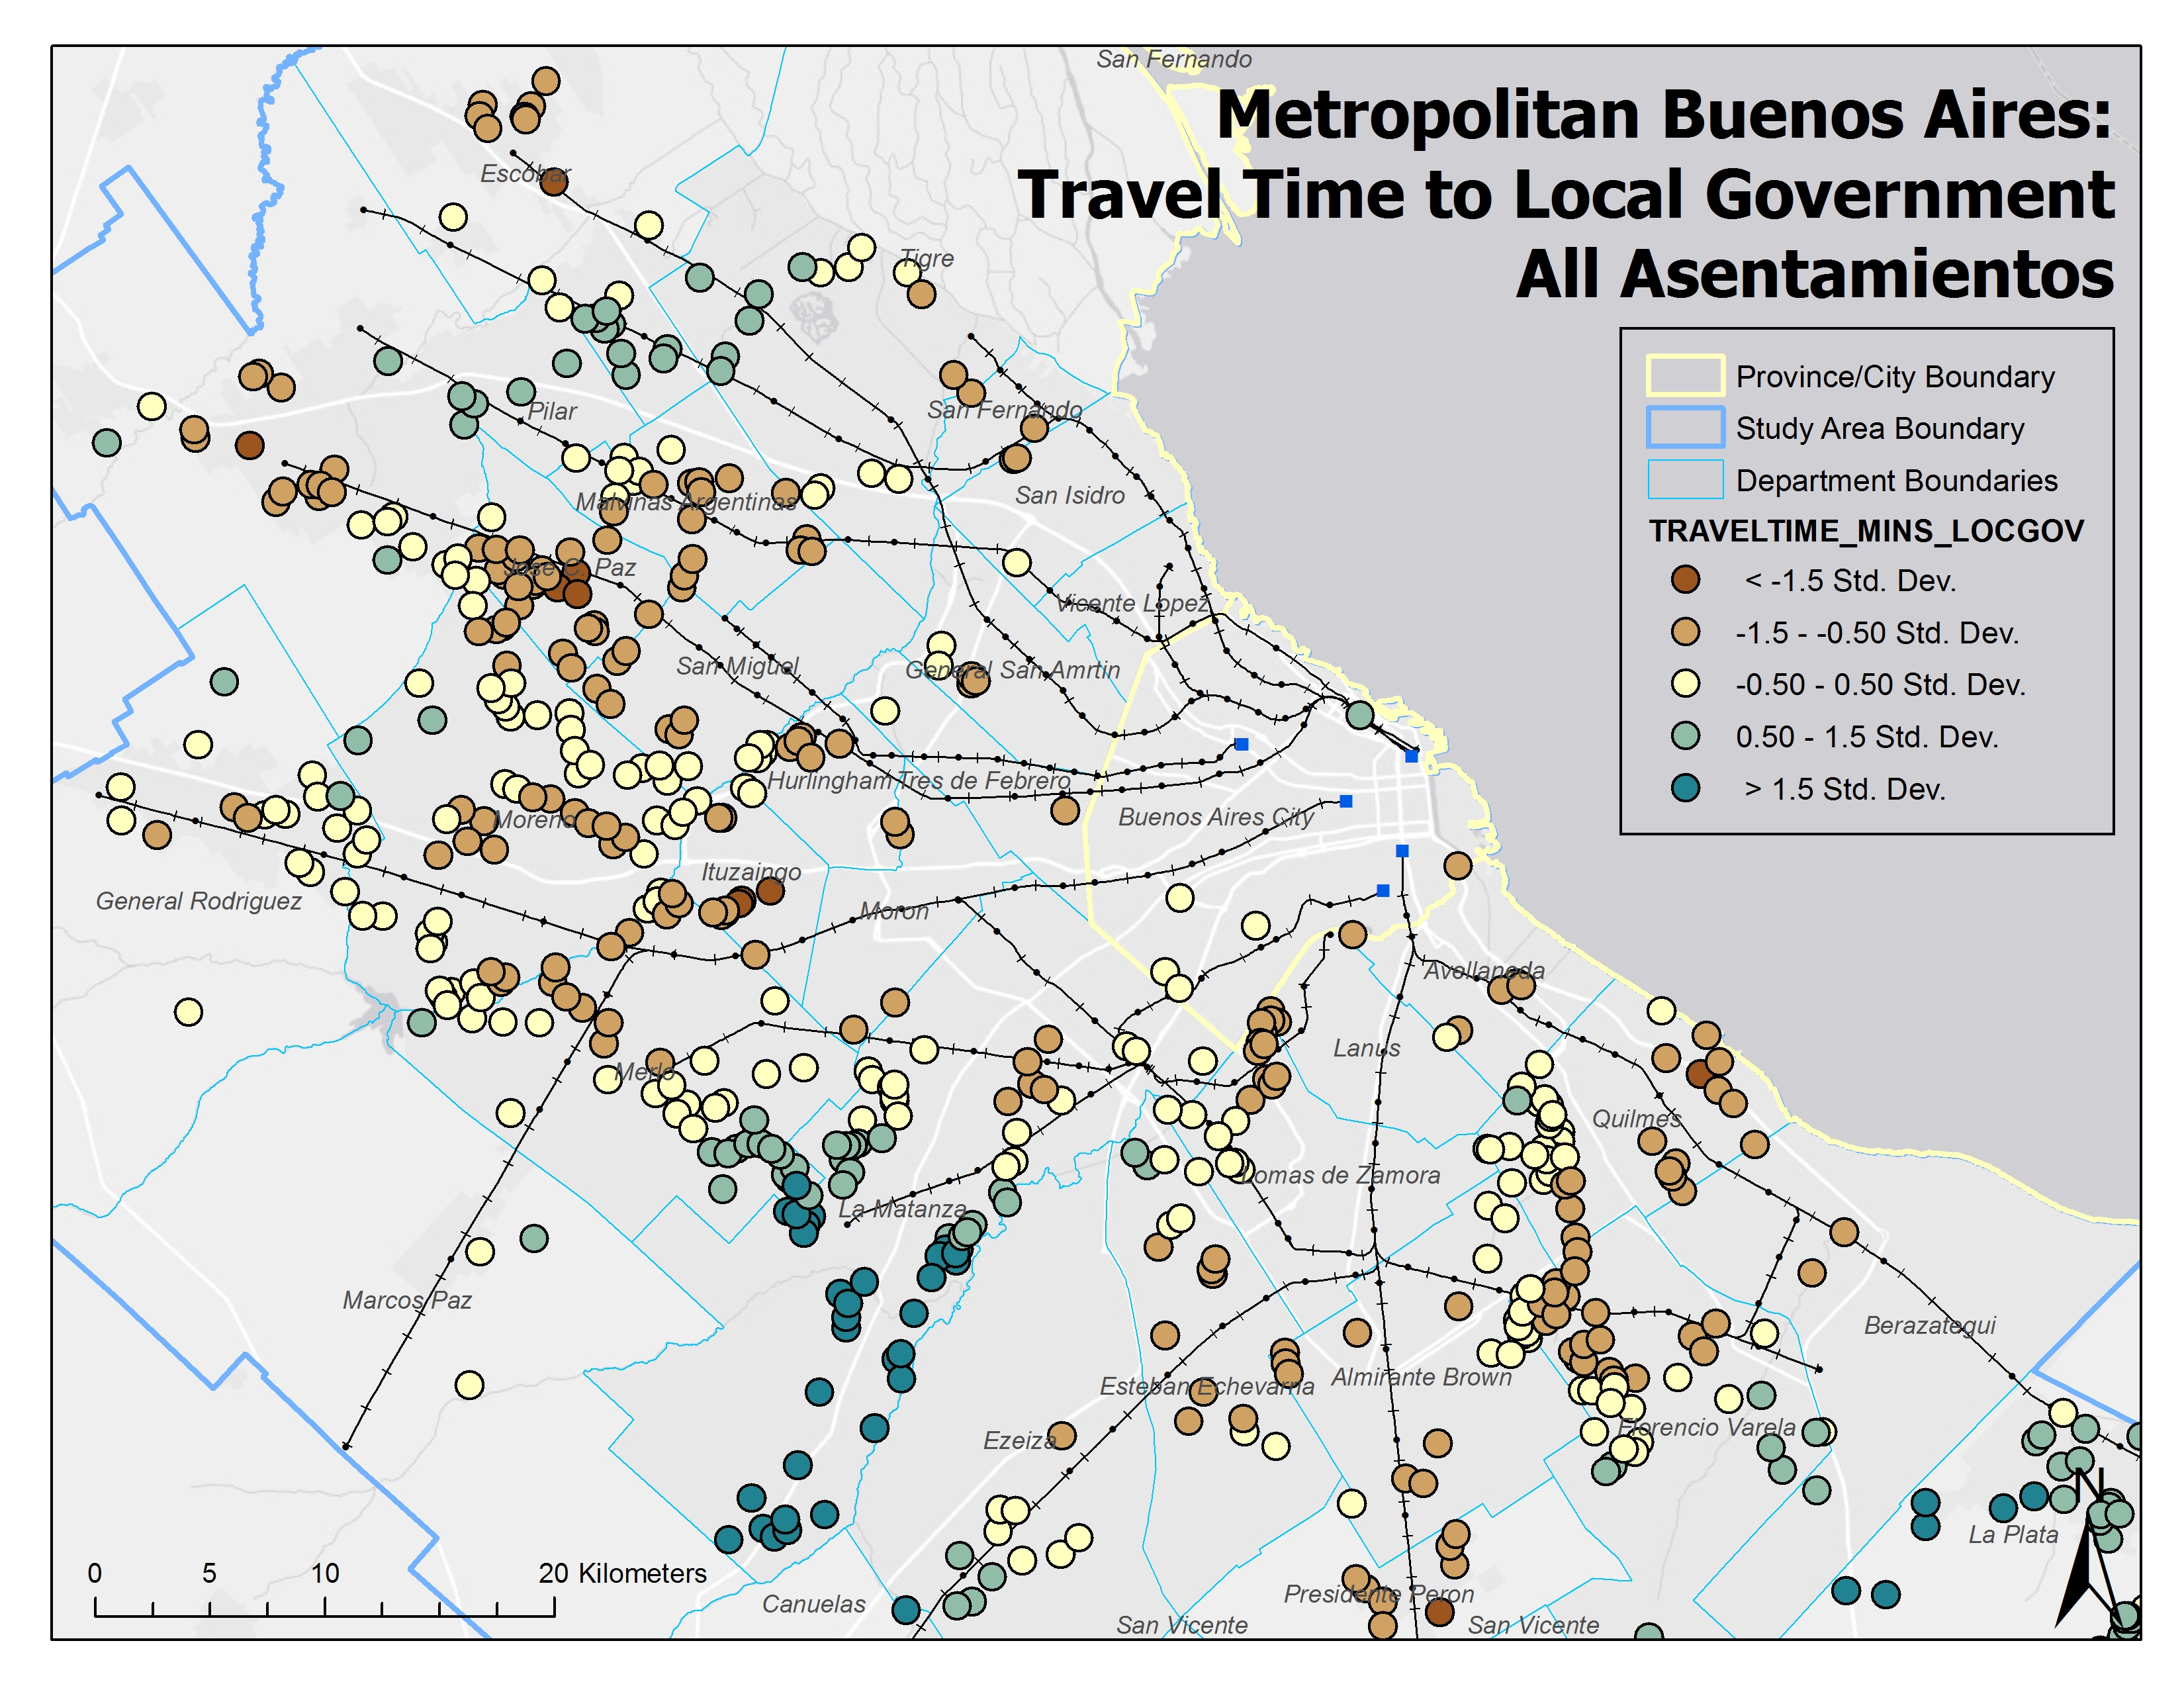 San Fernando
Metropolitan Buenos Aires:
Travel Time to Local Government
All Asentamientos
Escobar
Tigre
Province/City Boundary
Study Area Boundary
Department Boundaries
TRAVELTIME_MINS_LOCGOV
< -1.5 Std. Dev.
-1.5 - -0.50 Std. Dev.
-0.50 - 0.50 Std. Dev.
0.50 - 1.5 Std. Dev.
> 1.5 Std. Dev.
Pilar
San Fernando
Malvinas Argentinas
San Isidro
Jose C. Paz
Vicente Lopez
San Miguel
General San Amrtin
Hurlingham
Tres de Febrero
Moreno
Buenos Aires City
Ituzaingo
General Rodriguez
Moron
Avollaneda
Lanus
Merlo
Quilmes
Lomas de Zamora
La Matanza
Marcos Paz
Berazategui
Esteban Echevarria
Almirante Brown
Ezeiza
Florencio Varela
N
La Plata
0 5 10 20 Kilometers
Canuelas
Presidente Peron
San Vicente
San Vicente